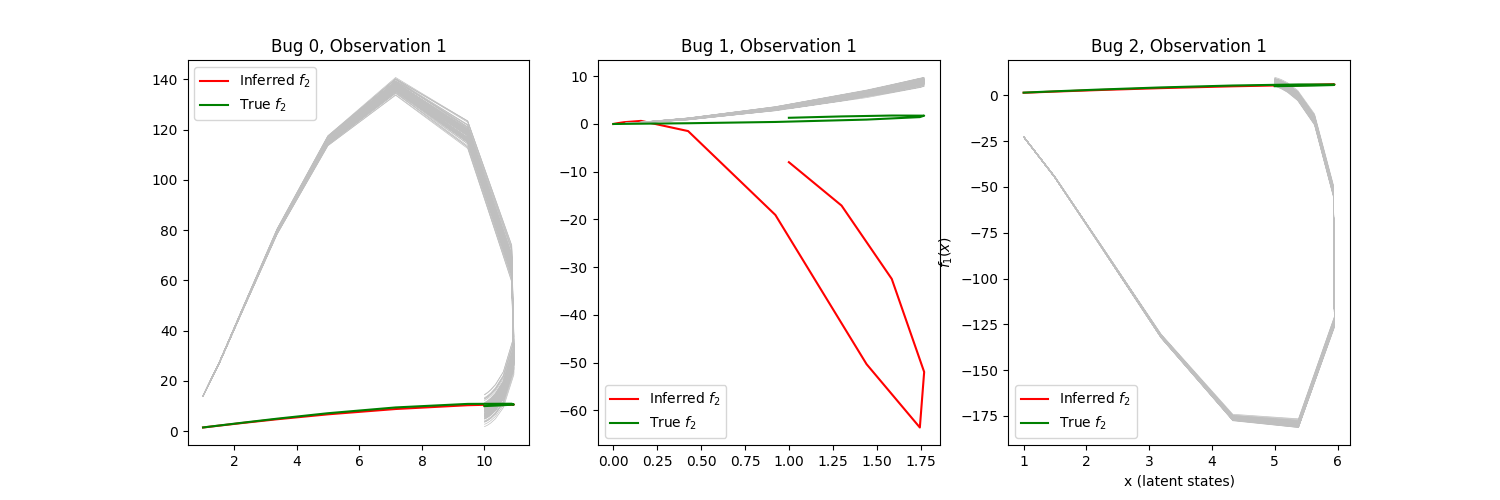 Bug 0, Observation 1
Inferred f₂
True f₂
140
120
100
80
60
40
20
0
2 4 6 8 10
Bug 1, Observation 1
10
0
−10
−20
−30
−40
−50
−60
Inferred f₂
True f₂
0.00 0.25 0.50 0.75 1.00 1.25 1.50 1.75
Bug 2, Observation 1
f₁(x)
0
−25
−50
−75
−100
−125
−150
−175
Inferred f₂
True f₂
1 2 3 4 5 6
x (latent states)